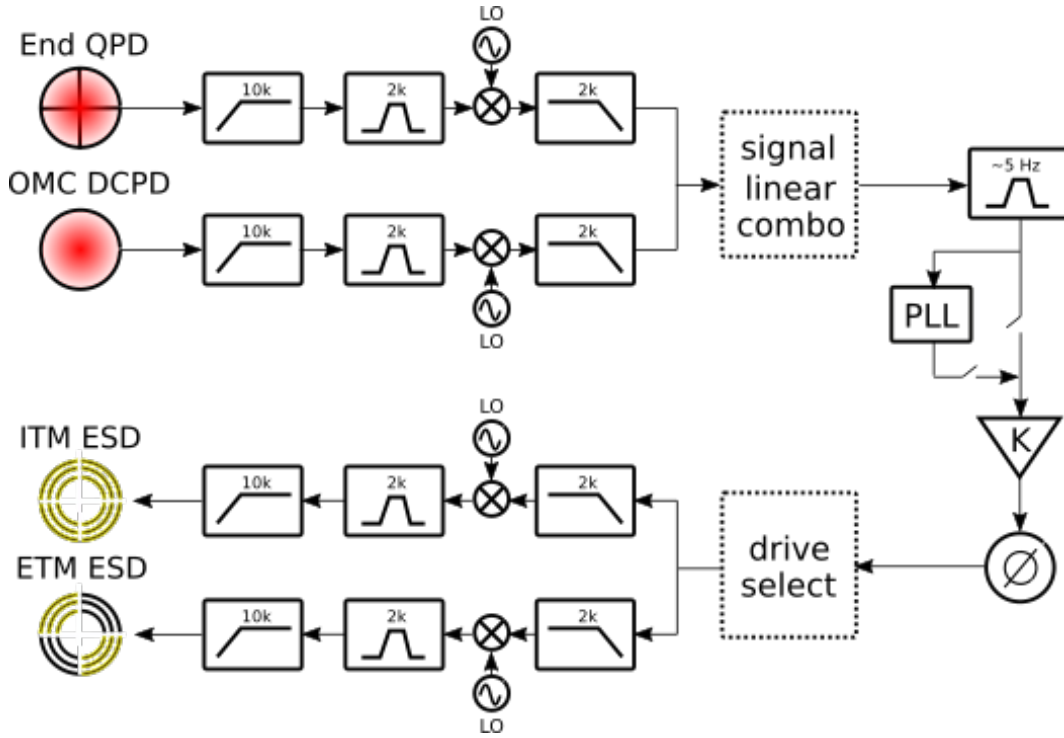 LO
End QPD
10k
2k
2k
OMC DCPD
10k
2k
2k
LO
signal
linear
combo
~5 Hz
PLL
K
LO
ITM ESD
10k
2k
2k
ETM ESD
10k
2k
2k
LO
drive
select
∅